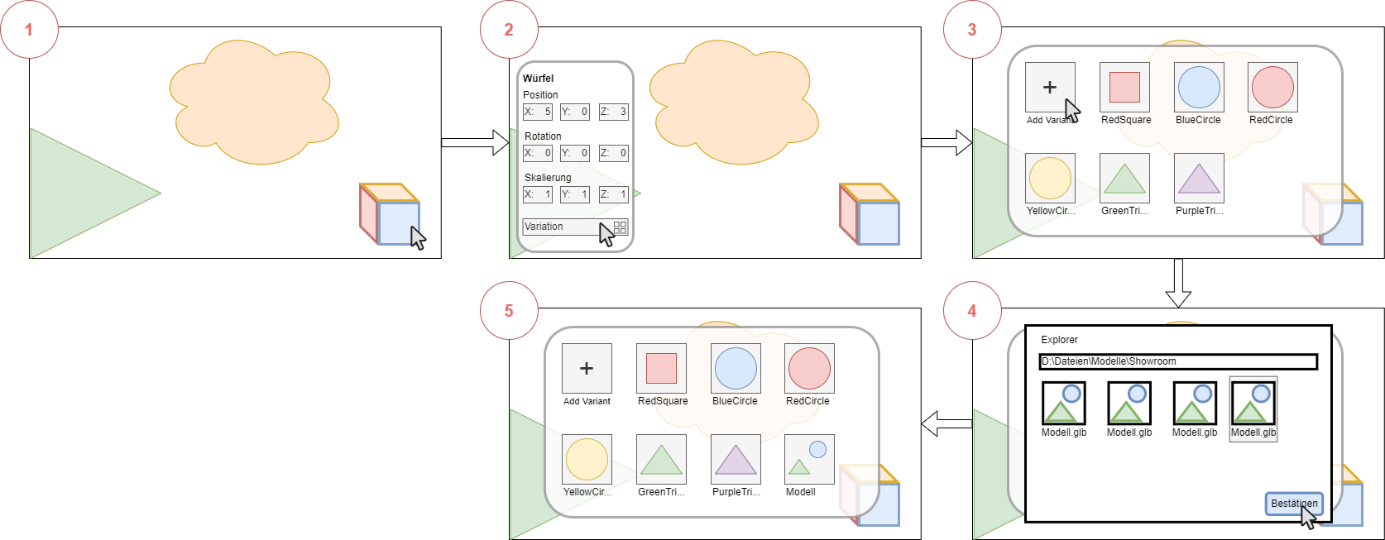 1
2
Würfel
Position
X: 5 Y: 0 Z: 3
Rotation
X: 0 Y: 0 Z: 0
Skalierung
X: 1 Y: 1 Z: 1
Variation
3
+
Add Variant RedSquare BlueCircle RedCircle
YellowCir... GreenTri... PurpleTri...
4
Explorer
D:\Dateien\Modelle\Showroom
Modell.glb Modell.glb Modell.glb Modell.glb
Bestätigen
5
+
Add Variant RedSquare BlueCircle RedCircle
YellowCir... GreenTri... PurpleTri... Modell